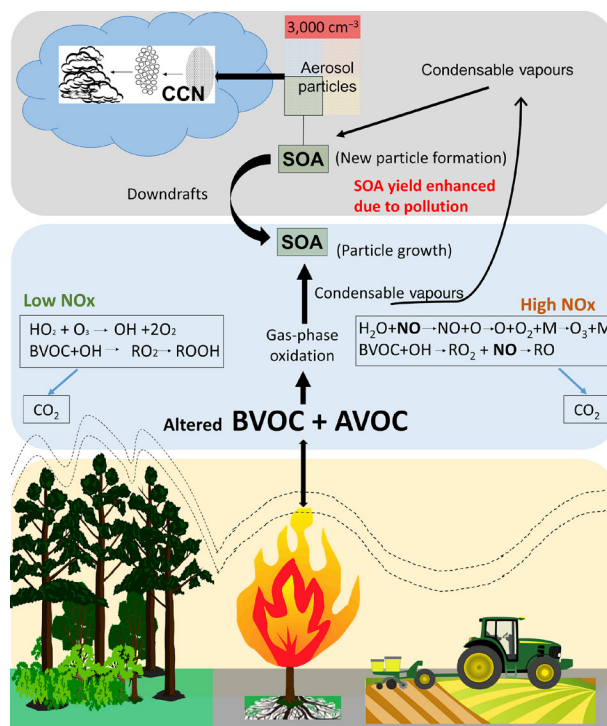 3,000 cm⁻³
Aerosol
particles
CCN
Condensable vapours
SOA
(New particle formation)
SOA yield enhanced
due to pollution
Downdrafts
SOA
(Particle growth)
Condensable vapours
Low NOx
HO₂ + O₃ → OH +2O₂
BVOC+OH → RO₂→ ROOH
CO₂
Gas-phase
oxidation
High NOx
H₂O+NO→NO+O→O+O₂+M→O₃+M
BVOC+OH→RO₂ + NO→RO
CO₂
Altered BVOC + AVOC